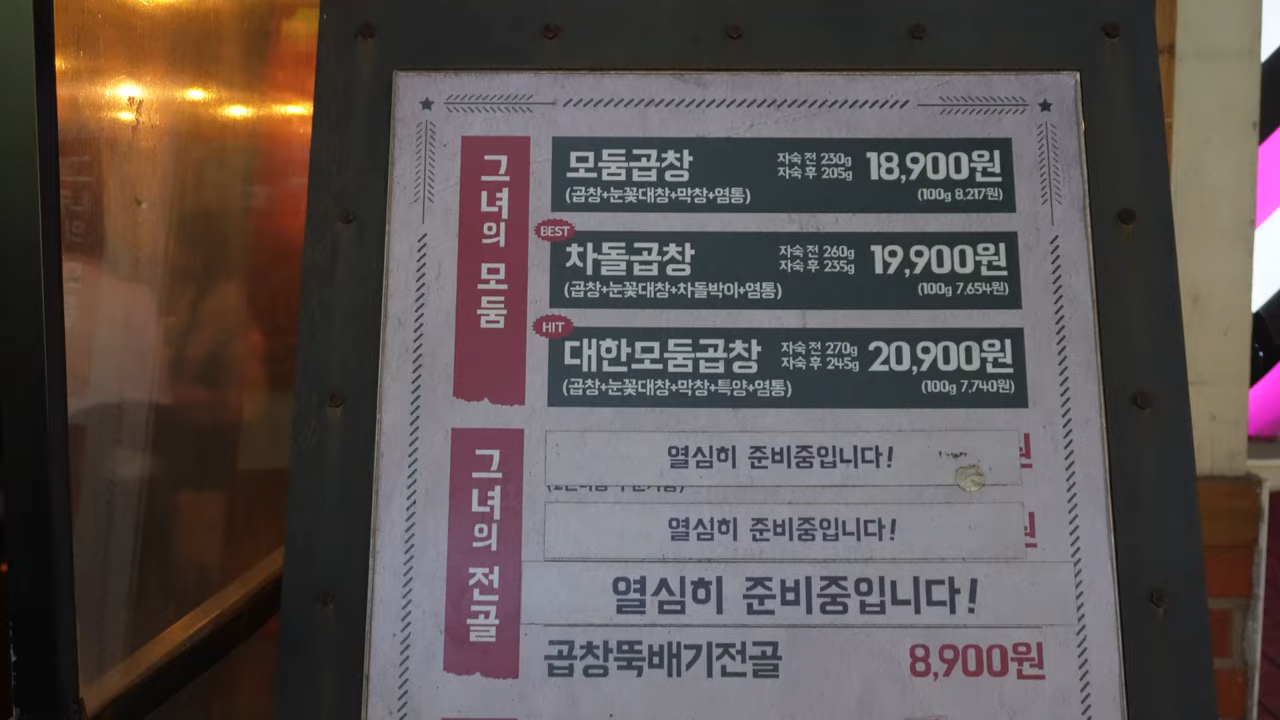 그녀의 모둠
모둠곱창 자숙 전 230g 18,900원
자숙 후 205g
(곱창+눈꽃대창+막창+염통) (100g 8,217원)
BEST
차돌곱창 자숙 전 260g 19,900원
자숙 후 235g
(곱창+눈꽃대창+차돌박이+염통) (100g 7,654원)
HIT
대한모둠곱창 자숙 전 270g 20,900원
자숙 후 245g
(곱창+눈꽃대창+막창+특양+염통) (100g 7,740원)
그녀의 전골
열심히 준비중입니다!
열심히 준비중입니다!
열심히 준비중입니다!
곱창뚝배기전골 8,900원